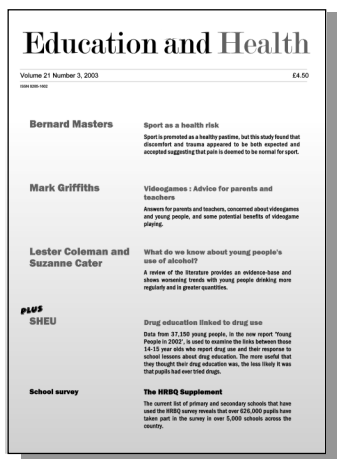 Education and Health
Volume 21 Number 3, 2003 £4.50
ISSN 0265-1602
Bernard Masters
Sport as a health risk
Sport is promoted as a healthy pastime, but this study found that
discomfort and trauma appeared to be both expected and
accepted suggesting that pain is deemed to be normal for sport.
Mark Griffiths
Videogames : Advice for parents and
teachers
Answers for parents and teachers, concerned about videogames
and young people, and some potential benefits of videogame
playing.
Lester Coleman and
Suzanne Cater
What do we know about young people's
use of alcohol?
A review of the literature provides an evidence-base and
shows worsening trends with young people drinking more
regularly and in greater quantities.
PLUS
SHEU
Drug education linked to drug use
Data from 37,150 young people, in the new report 'Young
People in 2002', is used to examine the links between those
14-15 year olds who report drug use and their response to
school lessons about drug education. The more useful that
they thought their drug education was, the less likely it was
that pupils had ever tried drugs.
School survey
The HRBQ Supplement
The current list of primary and secondary schools that have
used the HRBQ survey reveals that over 626,000 pupils have
taken part in the survey in over 5,000 schools across the
country.